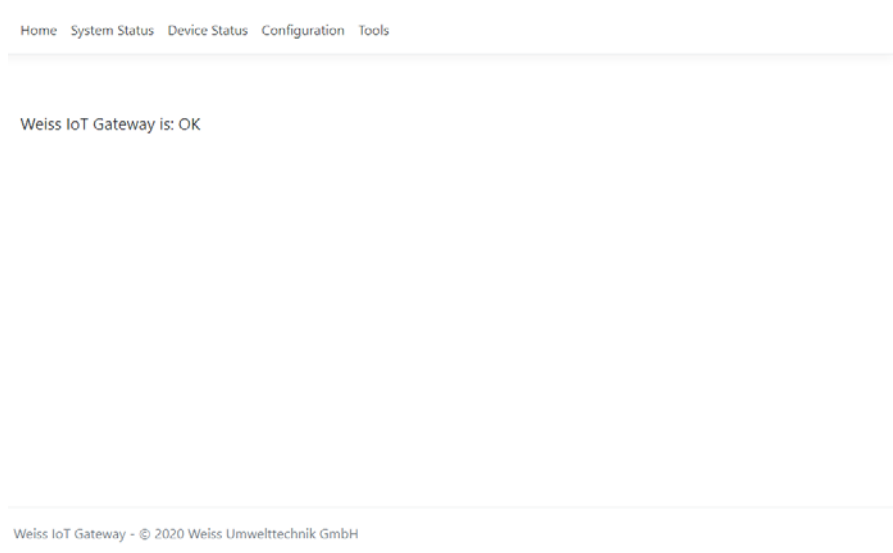 Home System Status Device Status Configuration Tools
Weiss IoT Gateway is: OK
Weiss IoT Gateway - © 2020 Weiss Umwelttechnik GmbH